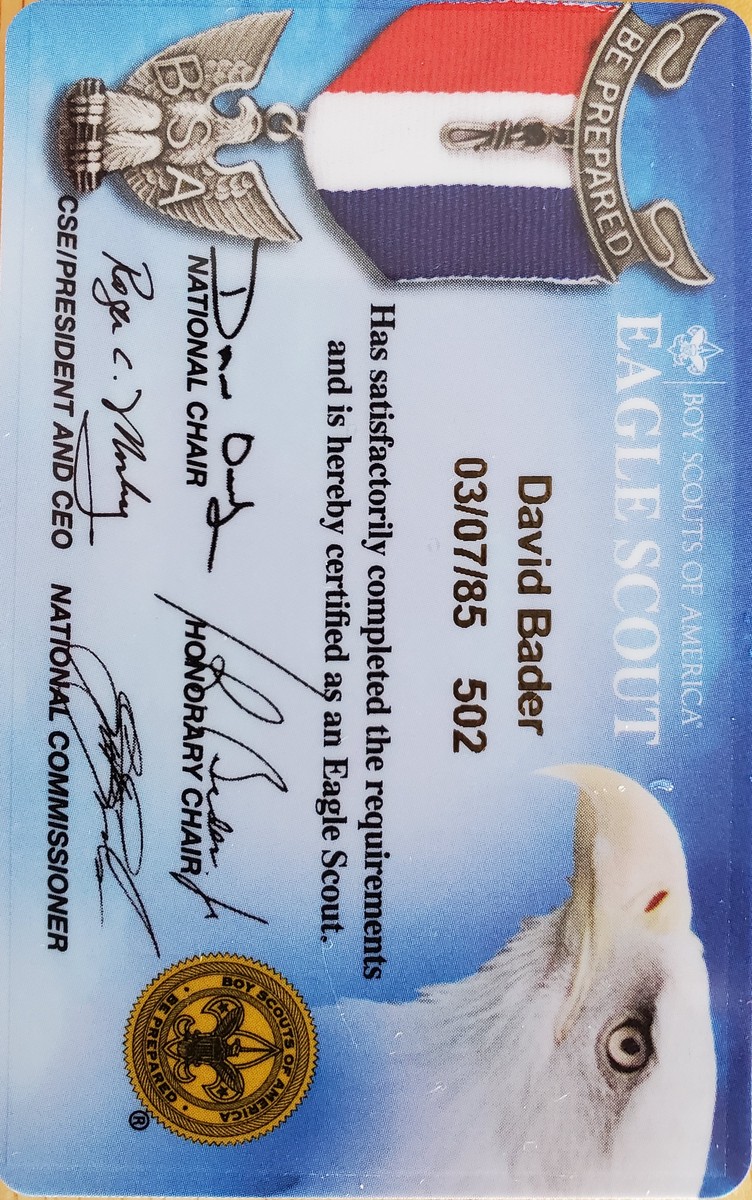 BE PREPARED
BSA
BOY SCOUTS OF AMERICA®
EAGLE SCOUT
David Bader
03/07/85 502
Has satisfactorily completed the requirements
and is hereby certified as an Eagle Scout.
NATIONAL CHAIR HONORARY CHAIR
Roger C. Mosby
CSE/PRESIDENT AND CEO NATIONAL COMMISSIONER
BOY SCOUTS OF AMERICA
BE PREPARED
®